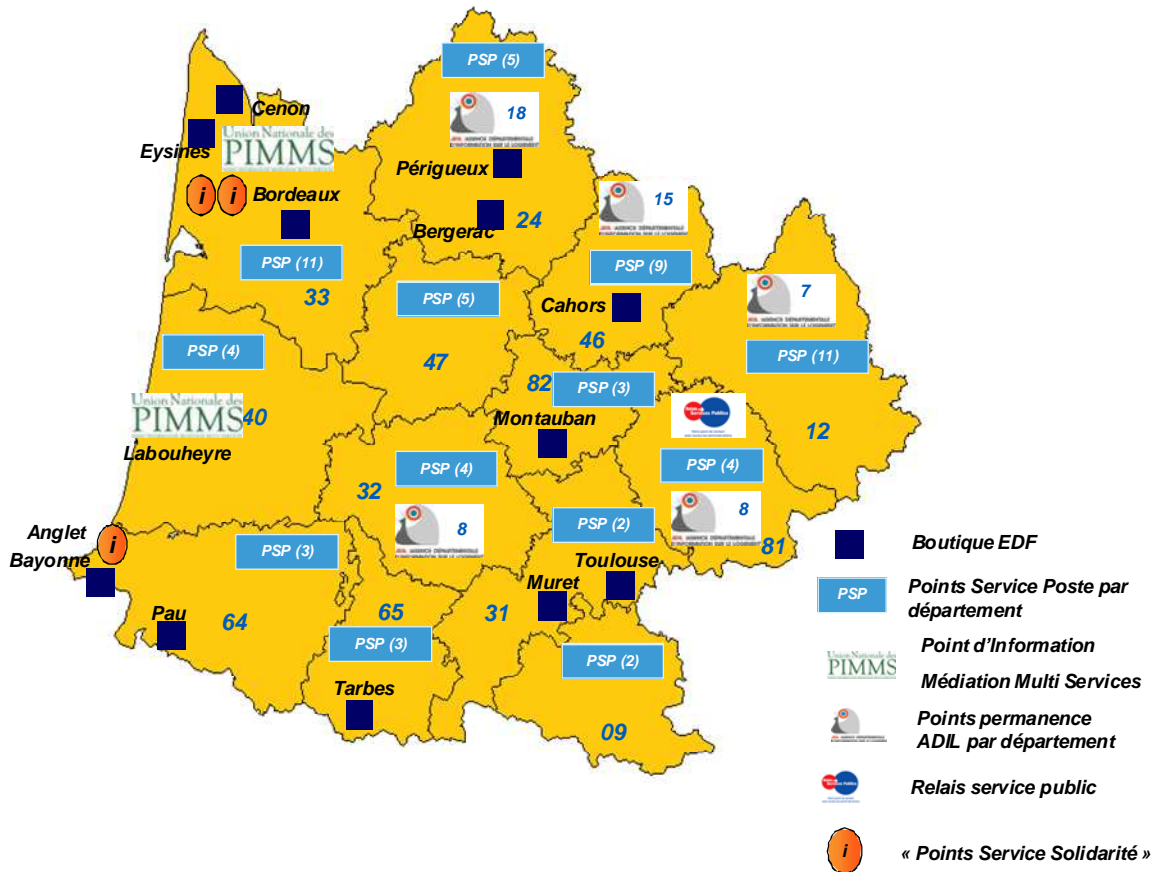 PSP (5)
18
Cenon
Union Nationale des
PIMMS
Eysines
Périgueux
i
i
Bordeaux
15
Bergerac
24
PSP (11)
PSP (9)
7
33
PSP (5)
Cahors
PSP (4)
46
PSP (11)
47
82
PSP (3)
Union Nationale des
PIMMS
40
Montauban
12
Labouheyre
PSP (4)
PSP (4)
32
8
8
PSP (2)
Anglet
i
PSP (3)
81
Bayonne
Toulouse
Muret
Pau
64
65
31
PSP (3)
PSP (2)
Tarbes
09
Boutique EDF
PSP
Points Service Poste par
département
Union Nationale des
PIMMS
Point d’Information
Médiation Multi Services
Points permanence
ADIL par département
Relais service public
i
« Points Service Solidarité »